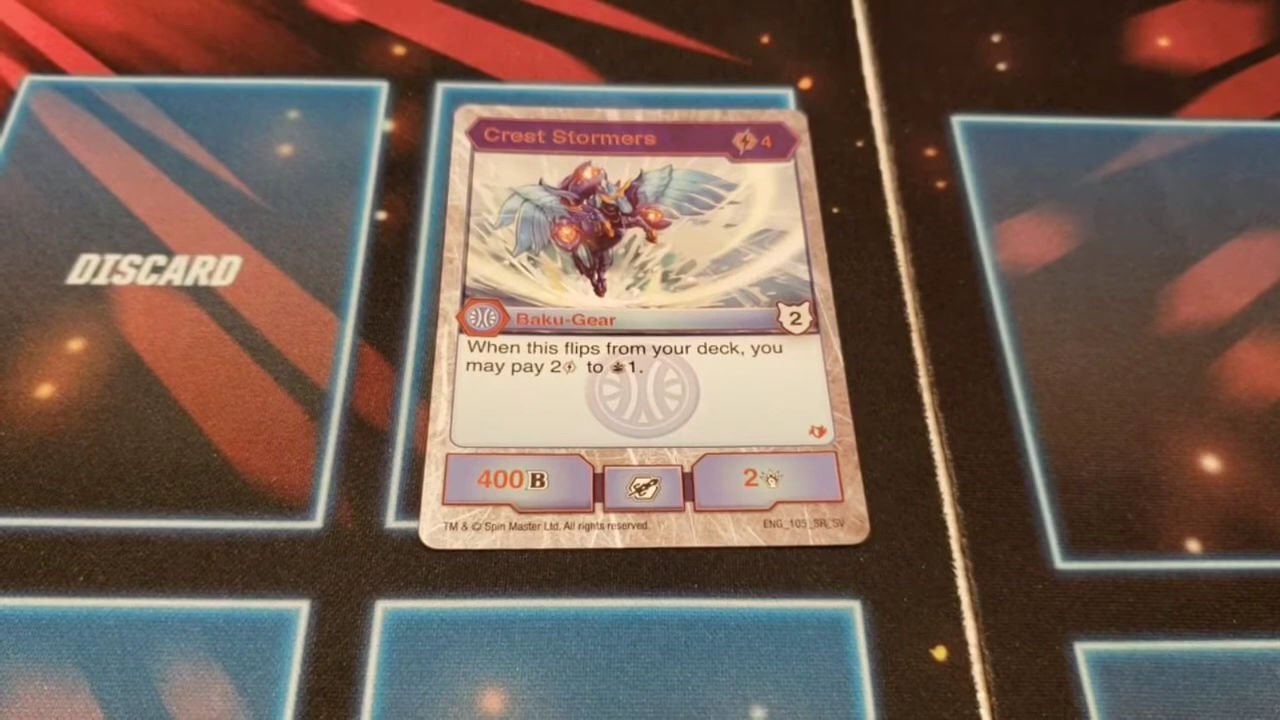 Crest Stormers 4
DISCARD
Baku-Gear 2
When this flips from your deck, you
may pay 2 to 1.
400 B 2
TM & © Spin Master Ltd. All rights reserved. ENG_105_SR_SV